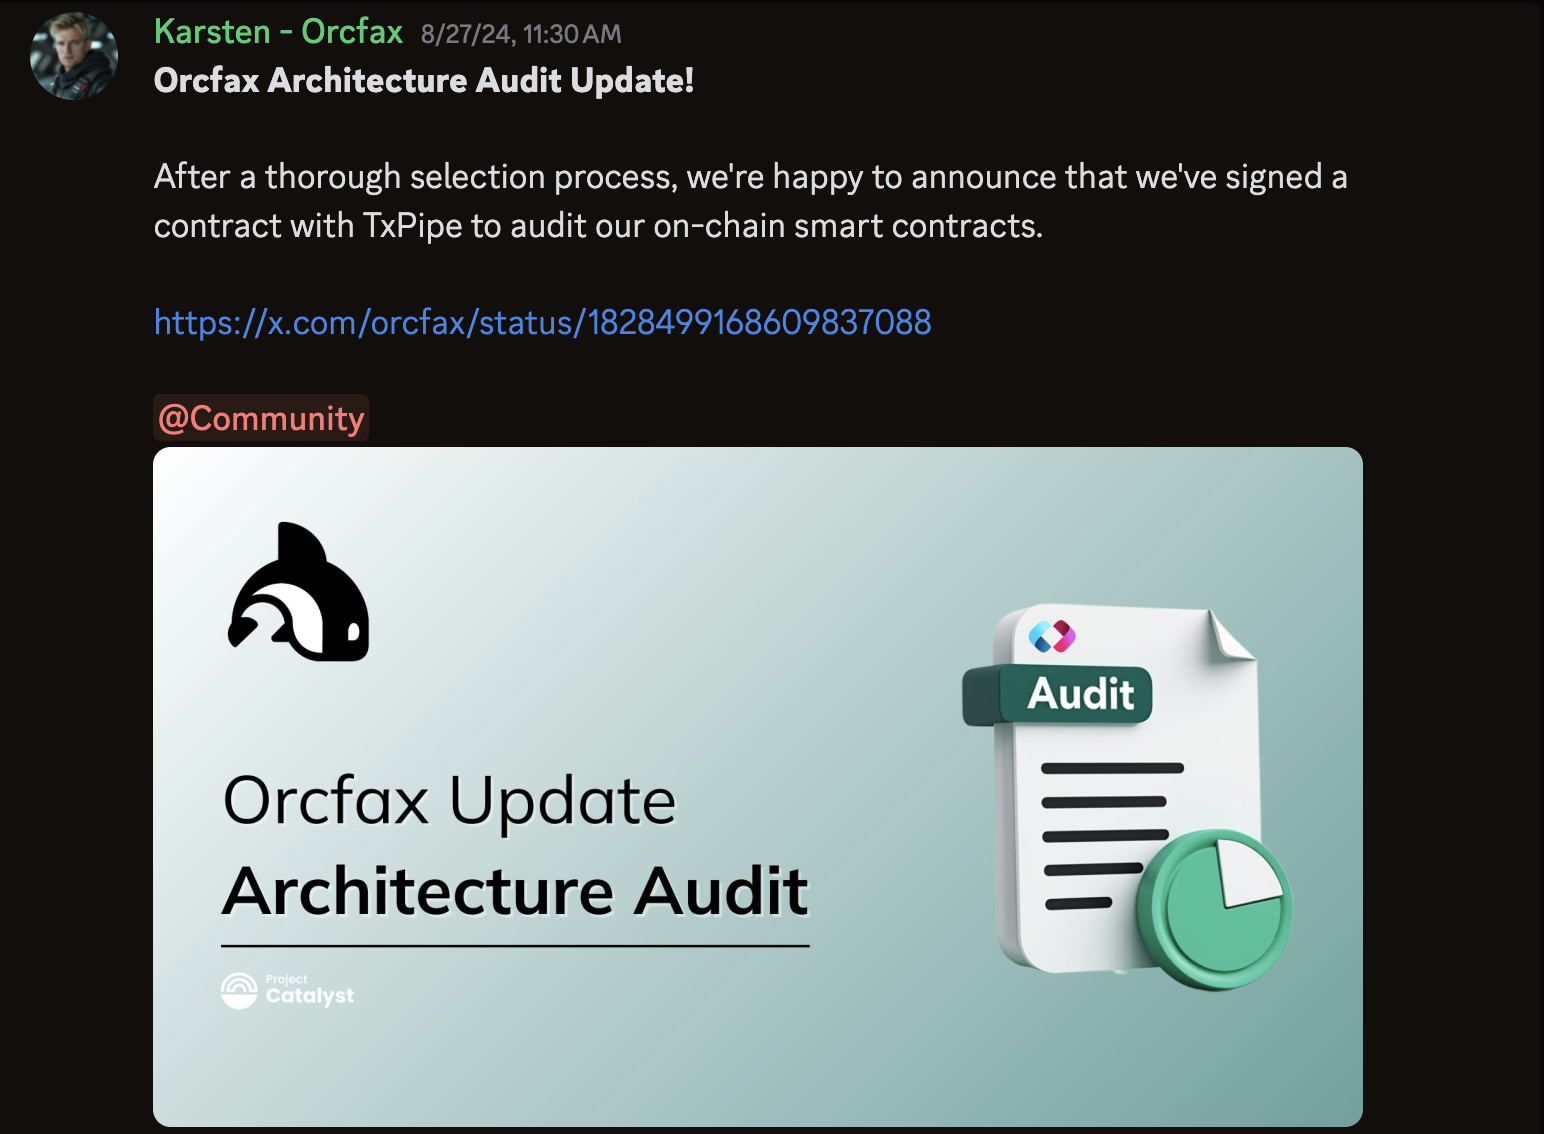 Karsten - Orcfax 8/27/24, 11:30 AM
Orcfax Architecture Audit Update!
After a thorough selection process, we're happy to announce that we've signed a
contract with TxPipe to audit our on-chain smart contracts.
https://x.com/orcfax/status/1828499168609837088
@Community
Audit
Orcfax Update
Architecture Audit
Project
Catalyst